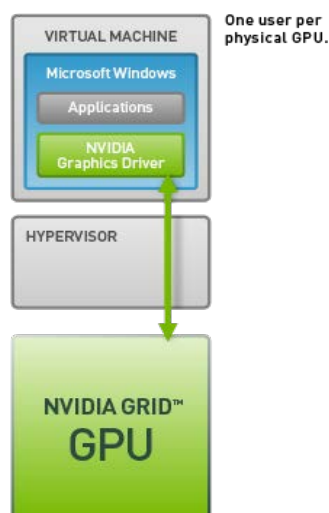 VIRTUAL MACHINE
One user per
physical GPU.
Microsoft Windows
Applications
NVIDIA
Graphics Driver
HYPERVISOR
NVIDIA GRID™
GPU